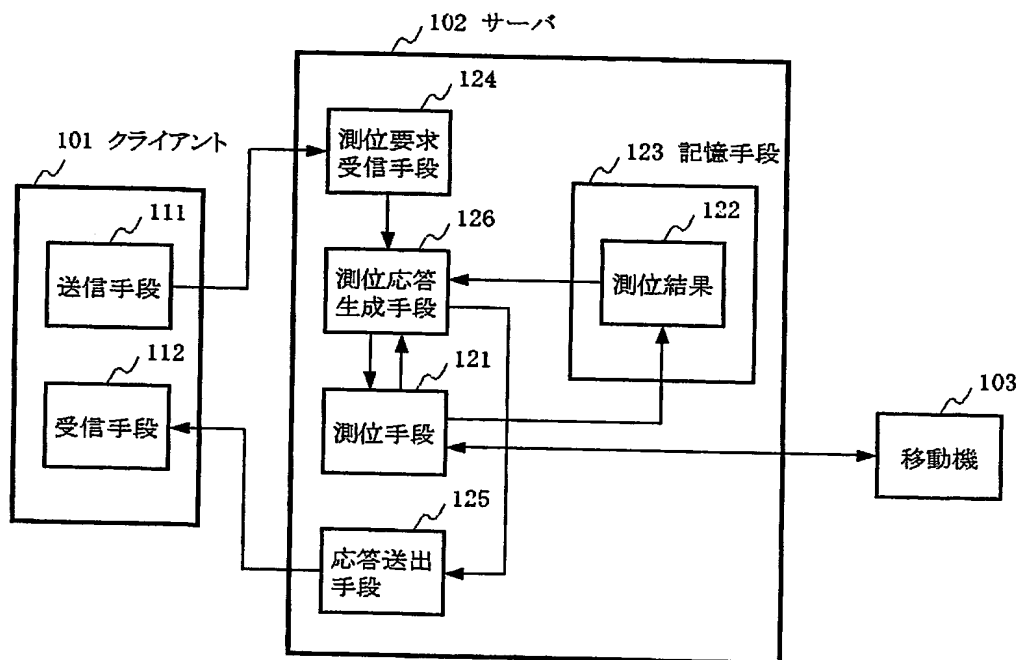 102 サーバ
124
測位要求
受信手段
101 クライアント
123 記憶手段
111
送信手段
126
測位応答
生成手段
122
測位結果
112
受信手段
121
測位手段
103
移動機
125
応答送出
手段